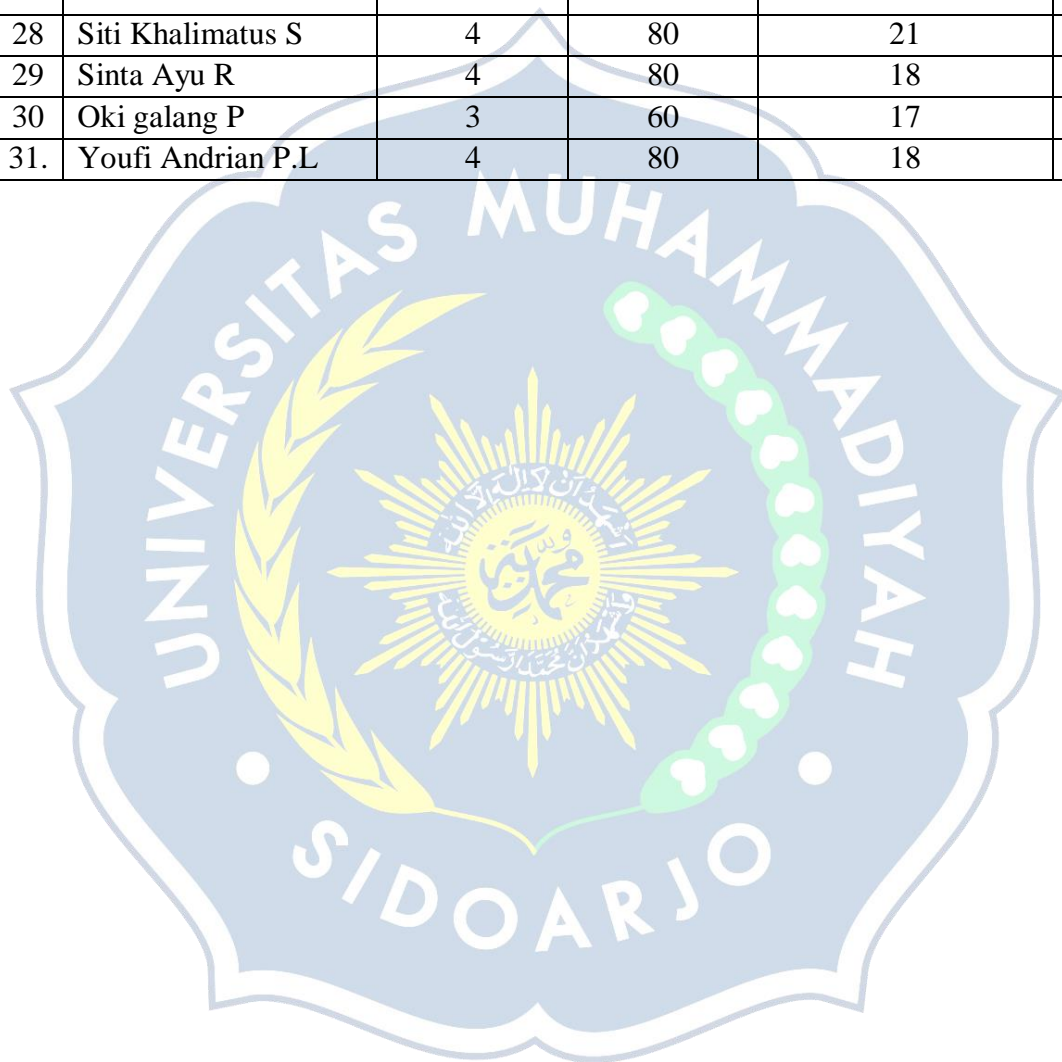 28 Siti Khalimatus S 4 80 21
29 Sinta Ayu R 4 80 18
30 Oki galang P 3 60 17
31. Youfi Andrian P.L 4 80 18
UNIVERSITAS MUHAMMADIYAH
SIDOARJO